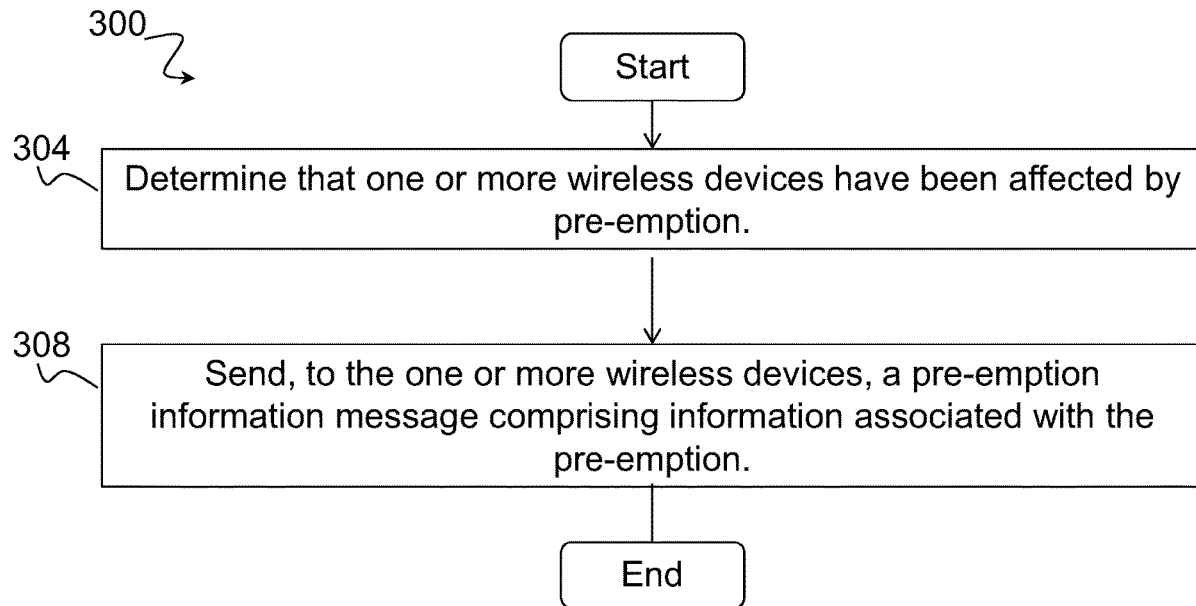 300
Start
304
Determine that one or more wireless devices have been affected by
pre-emption.
308
Send, to the one or more wireless devices, a pre-emption
information message comprising information associated with the
pre-emption.
End